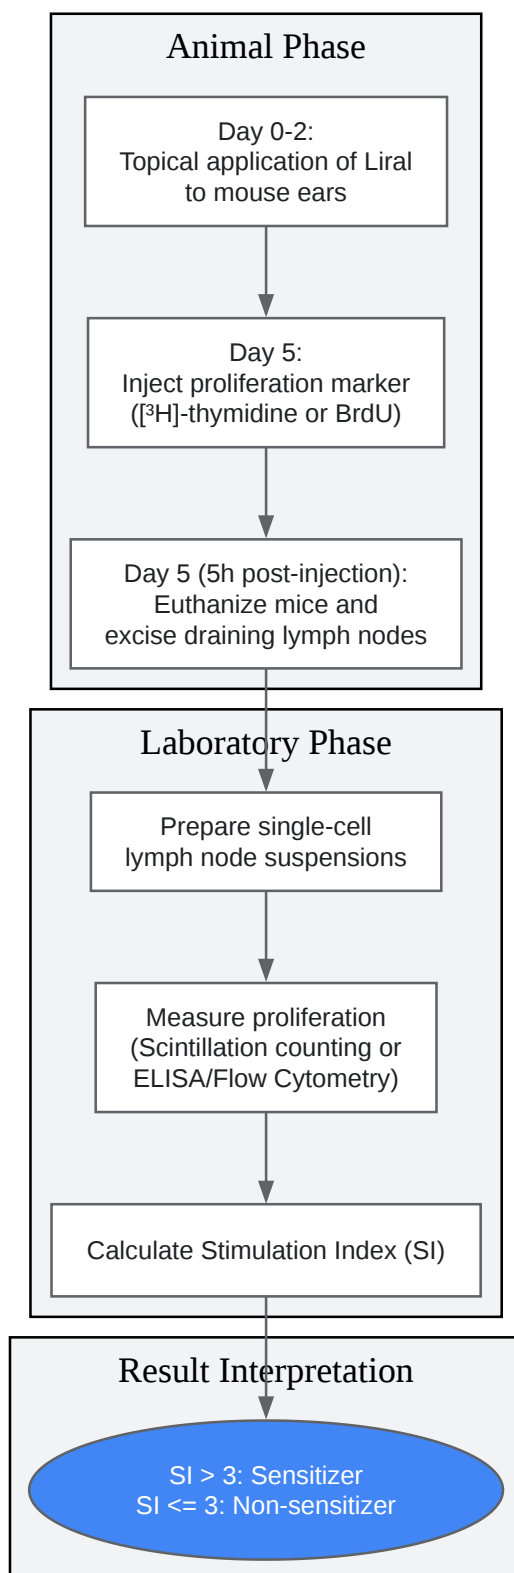 Animal Phase
Day 0-2:
Topical application of Liral
to mouse ears
Day 5:
Inject proliferation marker
([³H]-thymidine or BrdU)
Day 5 (5h post-injection):
Euthanize mice and
excise draining lymph nodes
Laboratory Phase
Prepare single-cell
lymph node suspensions
Measure proliferation
(Scintillation counting or
ELISA/Flow Cytometry)
Calculate Stimulation Index (SI)
Result Interpretation
SI > 3: Sensitizer
SI <= 3: Non-sensitizer